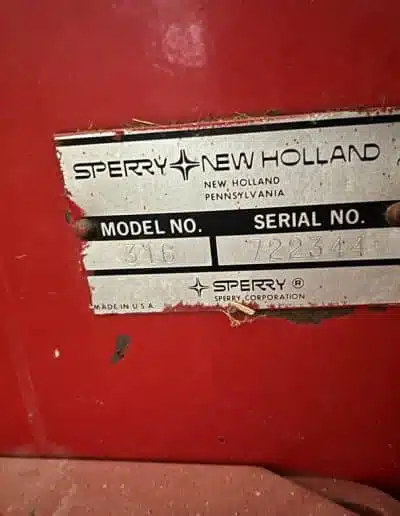 SPERRY NEW HOLLAND
NEW HOLLAND
PENNSYLVANIA
MODEL NO. SERIAL NO.
316 722344
SPERRY ®
SPERRY CORPORATION
MADE IN U.S.A.